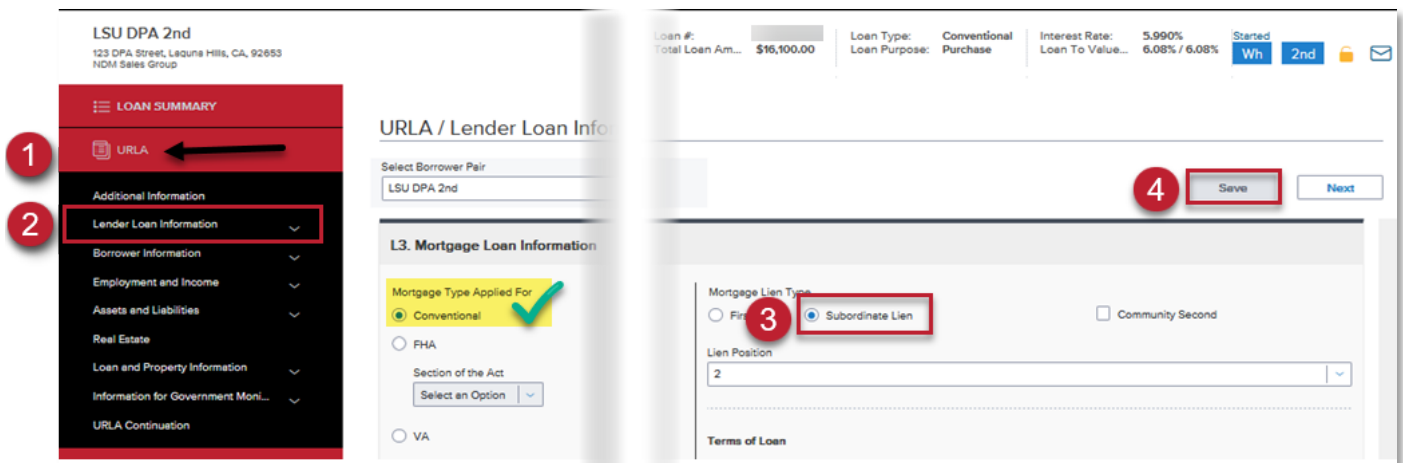 LSU DPA 2nd
123 DPA Street, Laguna Hills, CA, 92653
NDM Sales Group
Loan #:
Total Loan Am... $16,100.00
Loan Type: Conventional
Loan Purpose: Purchase
Interest Rate: 5.990%
Loan To Value... 6.08% / 6.08%
Started
Wh 2nd
LOAN SUMMARY
1 URLA
Additional Information
2 Lender Loan Information
Borrower Information
Employment and Income
Assets and Liabilities
Real Estate
Loan and Property Information
Information for Government Moni...
URLA Continuation
URLA / Lender Loan Info
Select Borrower Pair
LSU DPA 2nd
4 Save Next
L3. Mortgage Loan Information
Mortgage Type Applied For
Conventional
FHA
Section of the Act
Select an Option
VA
Mortgage Lien Type
3 Subordinate Lien
Community Second
Lien Position
2
Terms of Loan